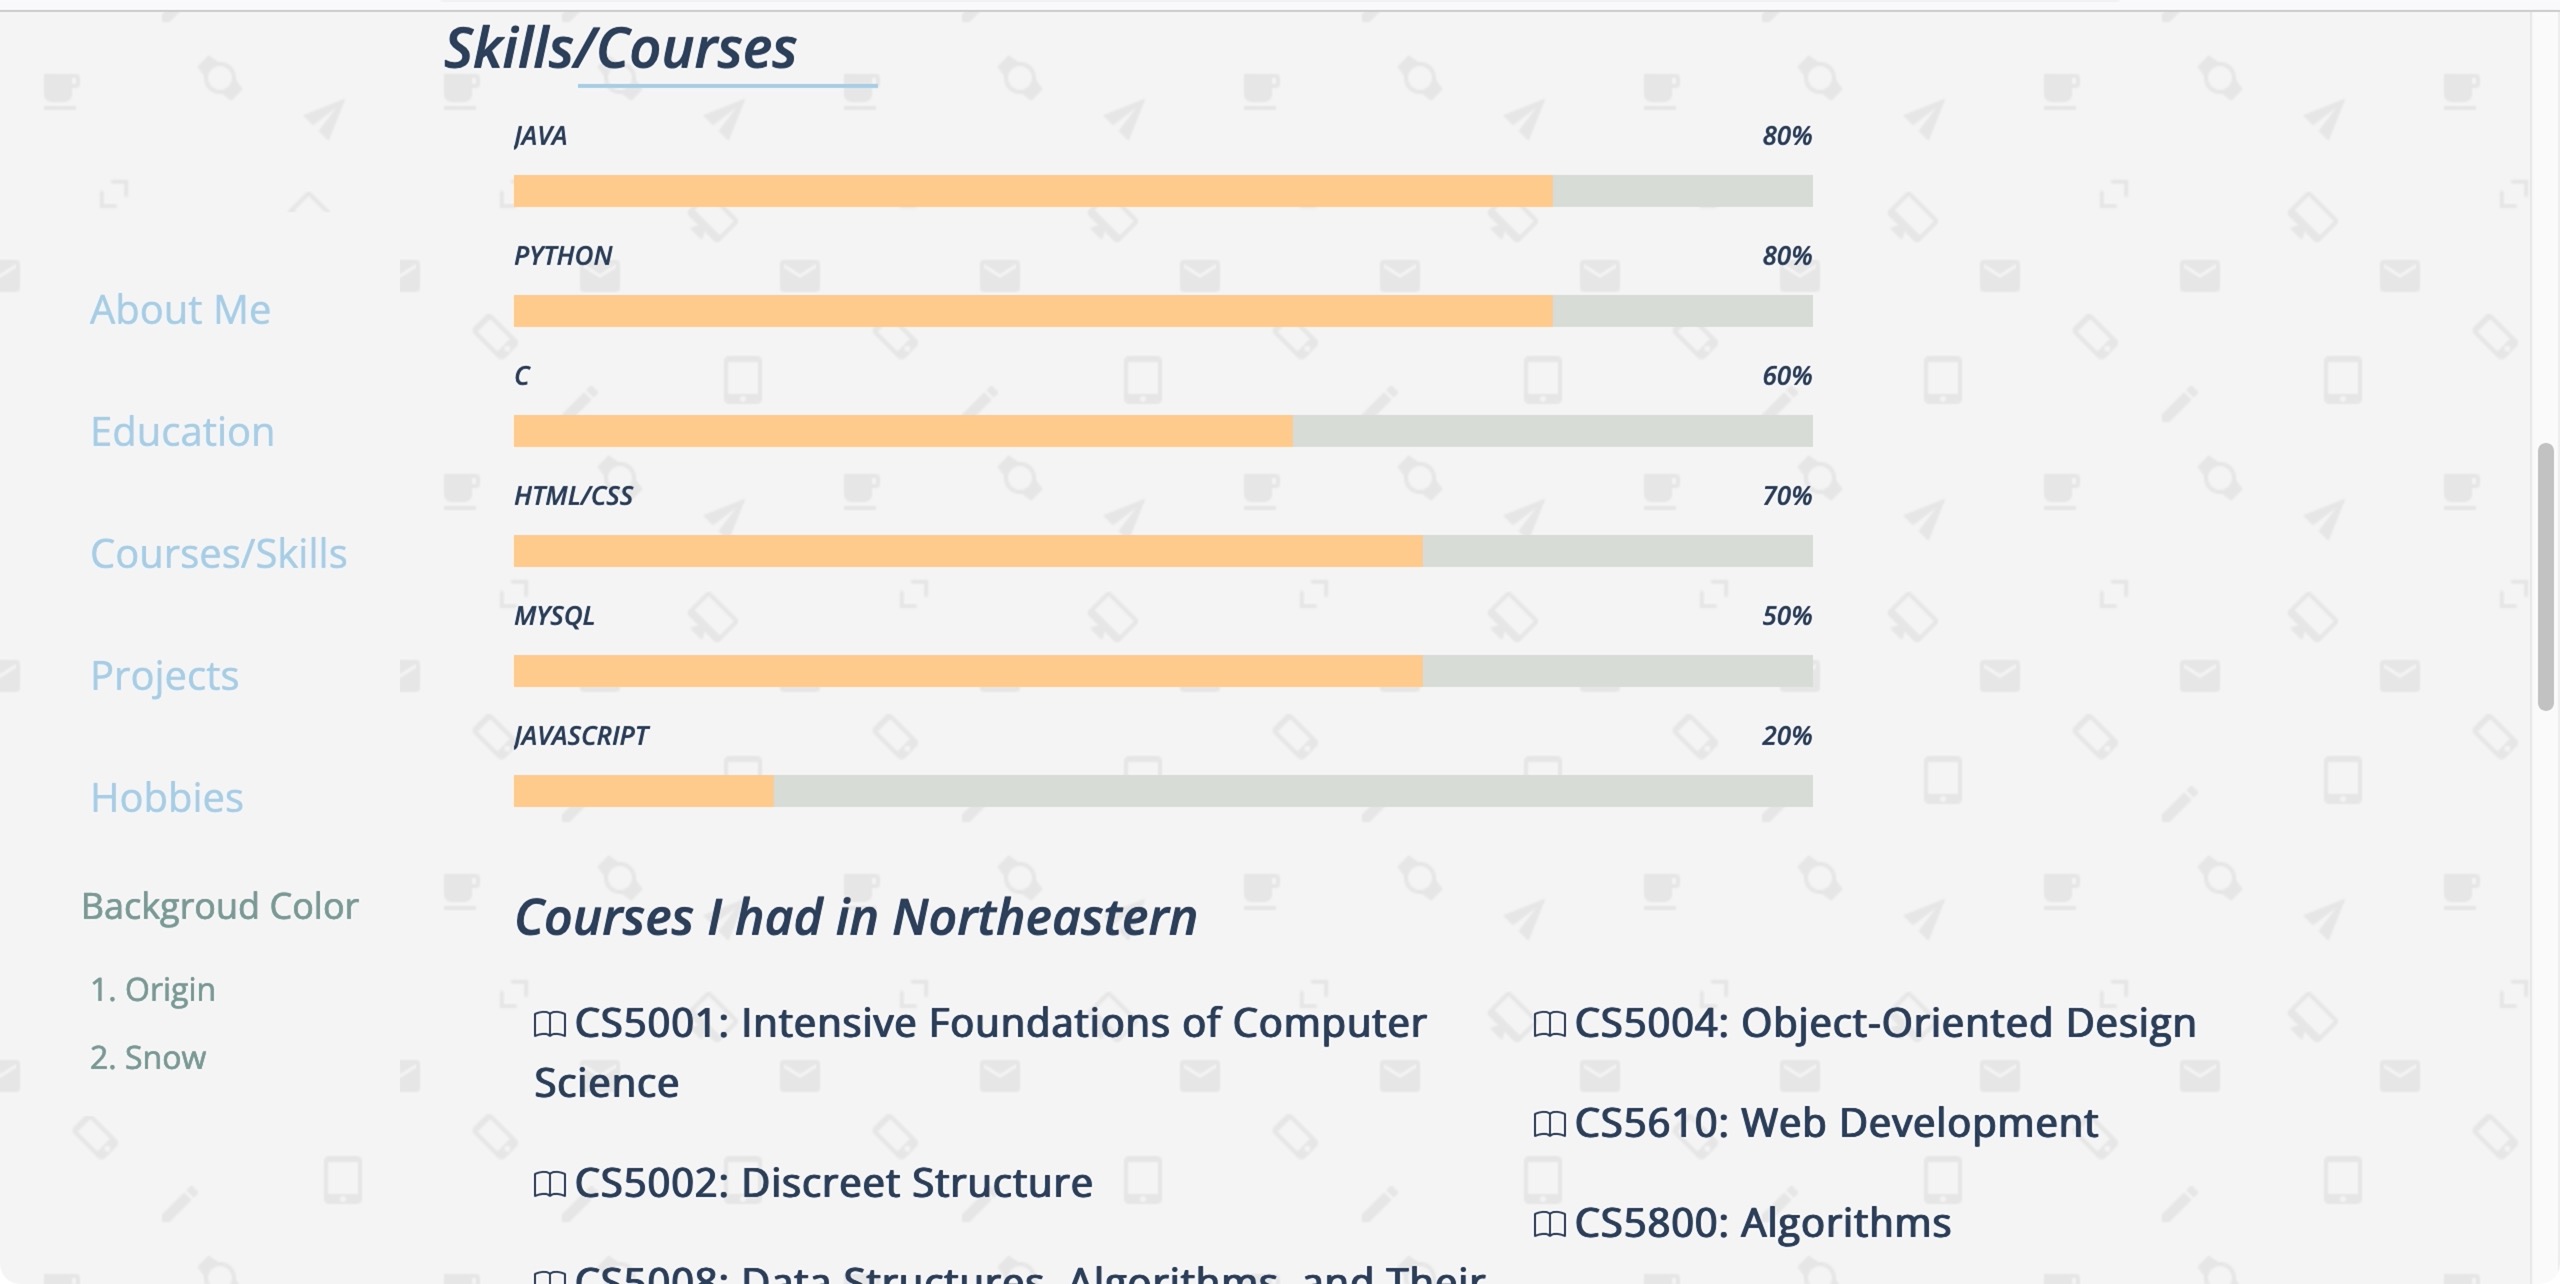 Skills/Courses
JAVA 80%
PYTHON 80%
C 60%
HTML/CSS 70%
MYSQL 50%
JAVASCRIPT 20%
About Me
Education
Courses/Skills
Projects
Hobbies
Backgroud Color
1. Origin
2. Snow
Courses I had in Northeastern
CS5001: Intensive Foundations of Computer
Science
CS5002: Discreet Structure
CS5008: Data Structures, Algorithms, and Their
CS5004: Object-Oriented Design
CS5610: Web Development
CS5800: Algorithms